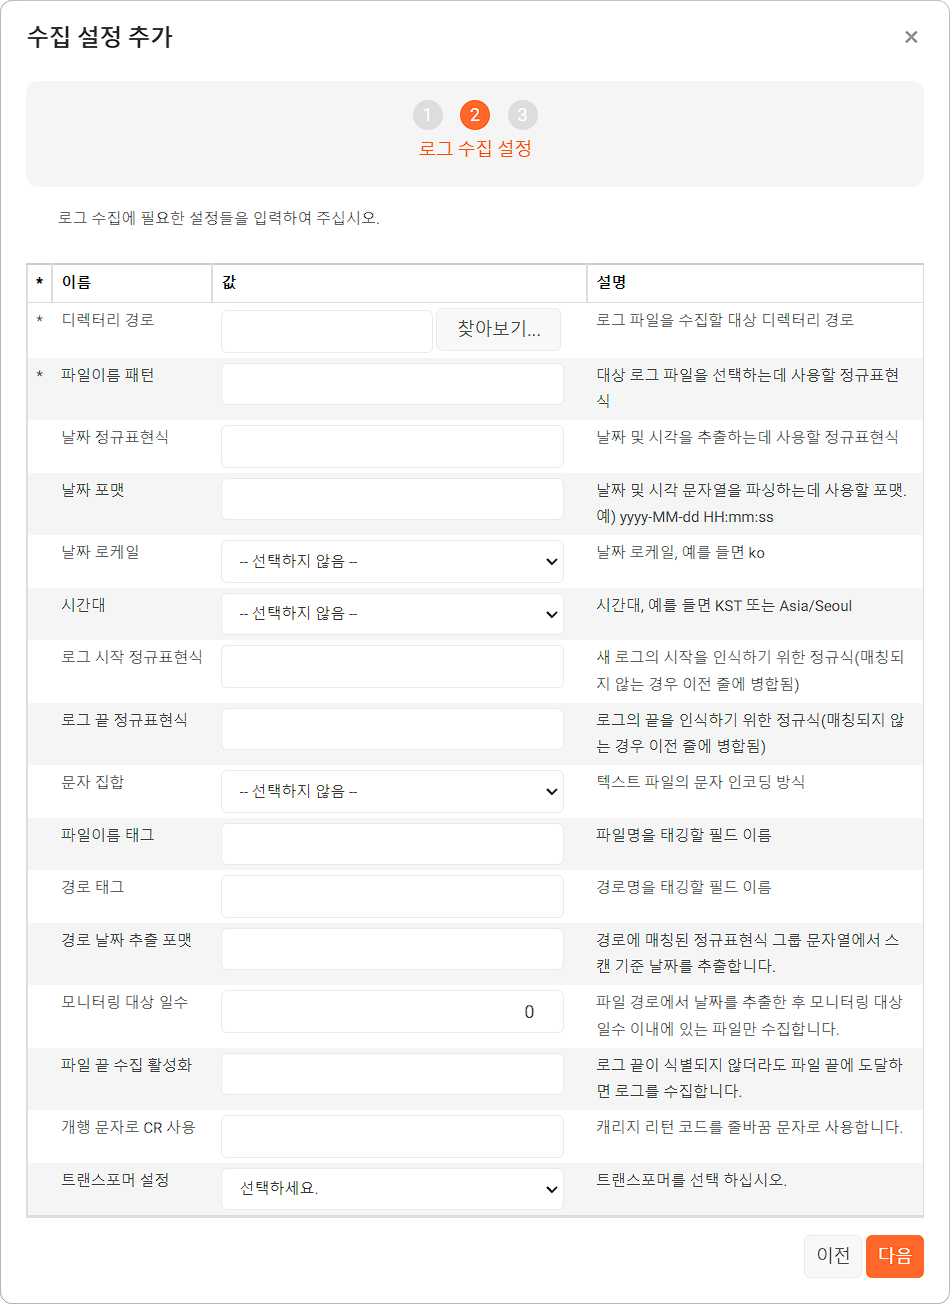 수집 설정 추가 ×
1 2 3
로그 수집 설정
로그 수집에 필요한 설정들을 입력하여 주십시오.
* 이름 값 설명
* 디렉터리 경로 찾아보기... 로그 파일을 수집할 대상 디렉터리 경로
* 파일이름 패턴 대상 로그 파일을 선택하는데 사용할 정규표현
식
날짜 정규표현식 날짜 및 시각을 추출하는데 사용할 정규표현식
날짜 포맷 날짜 및 시각 문자열을 파싱하는데 사용할 포맷.
예) yyyy-MM-dd HH:mm:ss
날짜 로케일 -- 선택하지 않음 -- 날짜 로케일, 예를 들면 ko
시간대 -- 선택하지 않음 -- 시간대, 예를 들면 KST 또는 Asia/Seoul
로그 시작 정규표현식 새 로그의 시작을 인식하기 위한 정규식(매칭되
지 않는 경우 이전 줄에 병합됨)
로그 끝 정규표현식 로그의 끝을 인식하기 위한 정규식(매칭되지 않
는 경우 이전 줄에 병합됨)
문자 집합 -- 선택하지 않음 -- 텍스트 파일의 문자 인코딩 방식
파일이름 태그 파일명을 태깅할 필드 이름
경로 태그 경로명을 태깅할 필드 이름
경로 날짜 추출 포맷 경로에 매칭된 정규표현식 그룹 문자열에서 스
캔 기준 날짜를 추출합니다.
모니터링 대상 일수 0 파일 경로에서 날짜를 추출한 후 모니터링 대상
일수 이내에 있는 파일만 수집합니다.
파일 끝 수집 활성화 로그 끝이 식별되지 않더라도 파일 끝에 도달하
면 로그를 수집합니다.
개행 문자로 CR 사용 캐리지 리턴 코드를 줄바꿈 문자로 사용합니다.
트랜스포머 설정 선택하세요. 트랜스포머를 선택 하십시오.
이전 다음